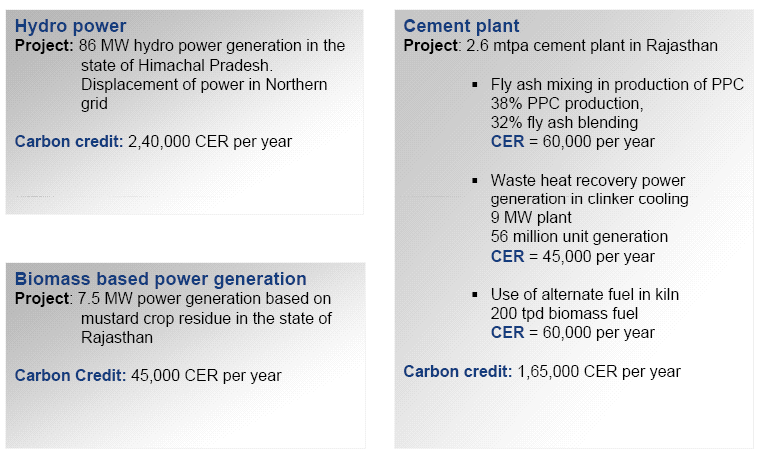 Hydro power
Project: 86 MW hydro power generation in the
state of Himachal Pradesh.
Displacement of power in Northern
grid
Carbon credit: 2,40,000 CER per year
Biomass based power generation
Project: 7.5 MW power generation based on
mustard crop residue in the state of
Rajasthan
Carbon Credit: 45,000 CER per year
Cement plant
Project: 2.6 mtpa cement plant in Rajasthan
▪ Fly ash mixing in production of PPC
38% PPC production,
32% fly ash blending
CER = 60,000 per year
▪ Waste heat recovery power
generation in clinker cooling
9 MW plant
56 million unit generation
CER = 45,000 per year
▪ Use of alternate fuel in kiln
200 tpd biomass fuel
CER = 60,000 per year
Carbon credit: 1,65,000 CER per year